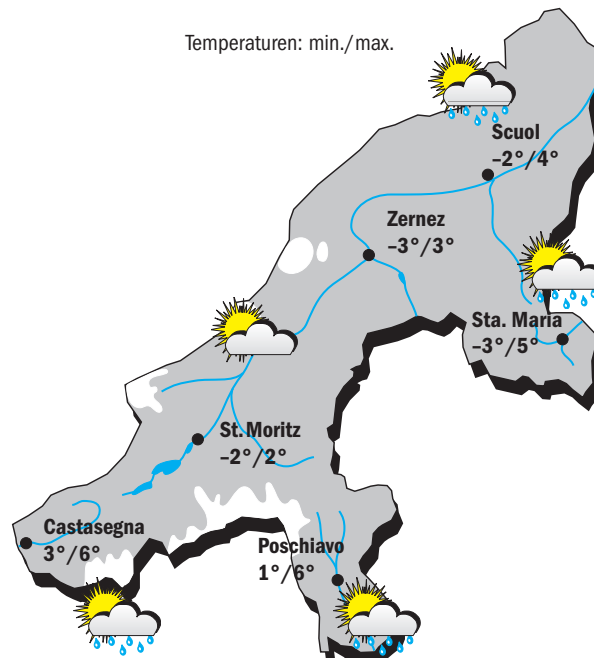 Temperaturen: min./max.
Scuol
–2°/4°
Zernez
–3°/3°
Sta. Maria
–3°/5°
St. Moritz
–2°/2°
Castasegna
3°/6°
Poschiavo
1°/6°